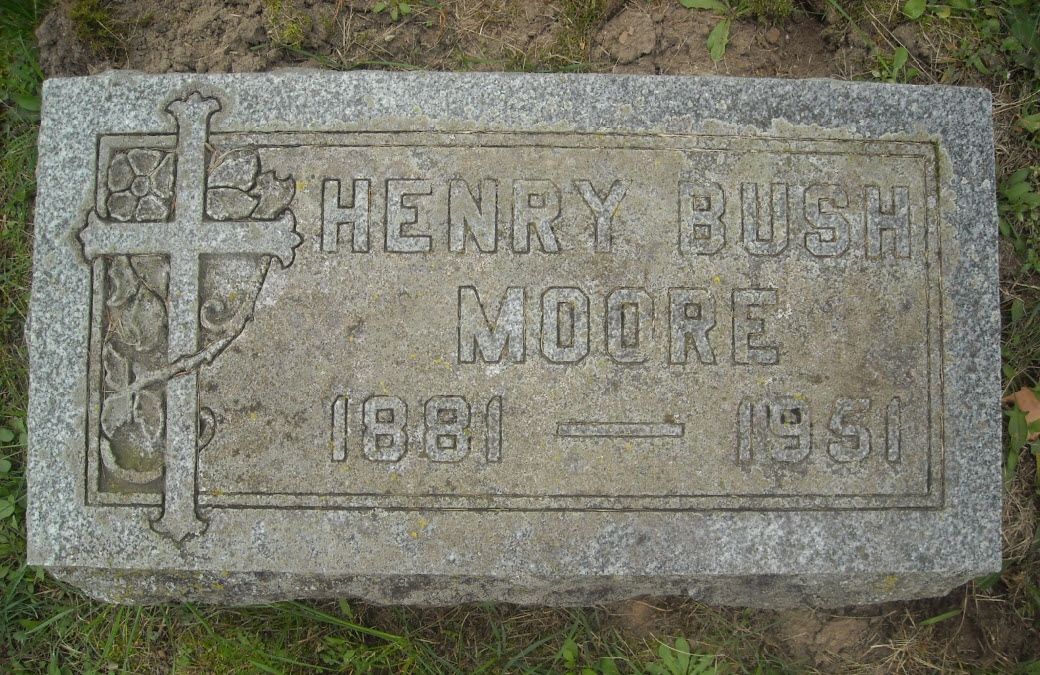 HENRY BUSH
MOORE
1881 — 1951